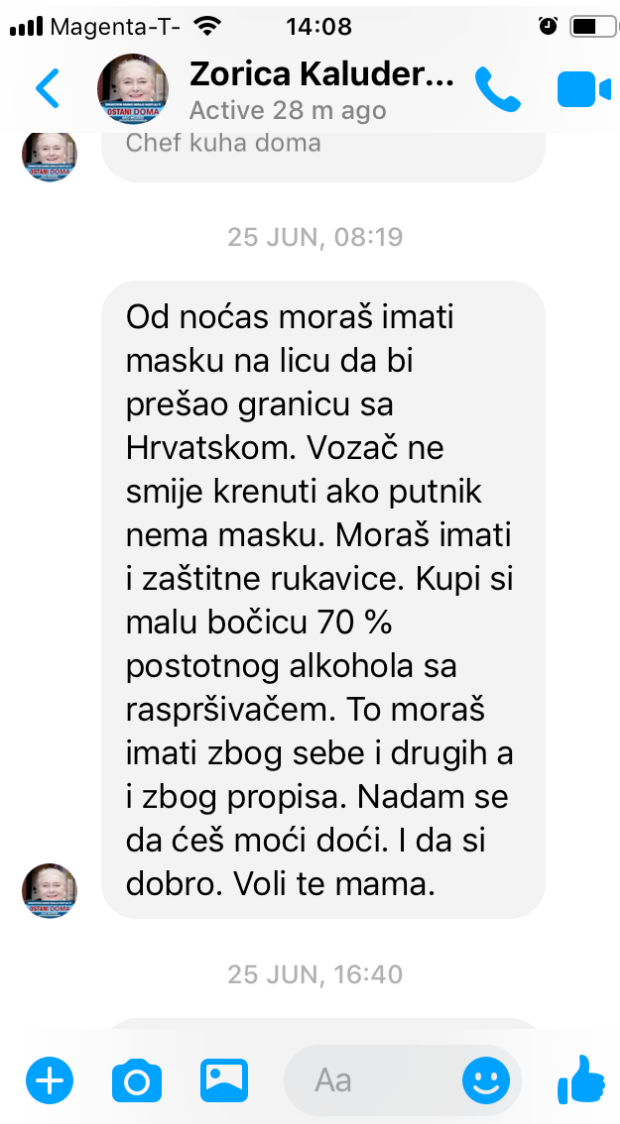 Magenta-T- 14:08
Zorica Kaluder...
Active 28 m ago
OSTANI DOMA
Chef kuha doma
OSTANI DOMA
25 JUN, 08:19
Od noćas moraš imati
masku na licu da bi
prešao granicu sa
Hrvatskom. Vozač ne
smije krenuti ako putnik
nema masku. Moraš imati
i zaštitne rukavice. Kupi si
malu bočicu 70 %
postotnog alkohola sa
raspršivačem. To moraš
imati zbog sebe i drugih a
i zbog propisa. Nadam se
da ćeš moći doći. I da si
dobro. Voli te mama.
OSTANI DOMA
25 JUN, 16:40
Aa